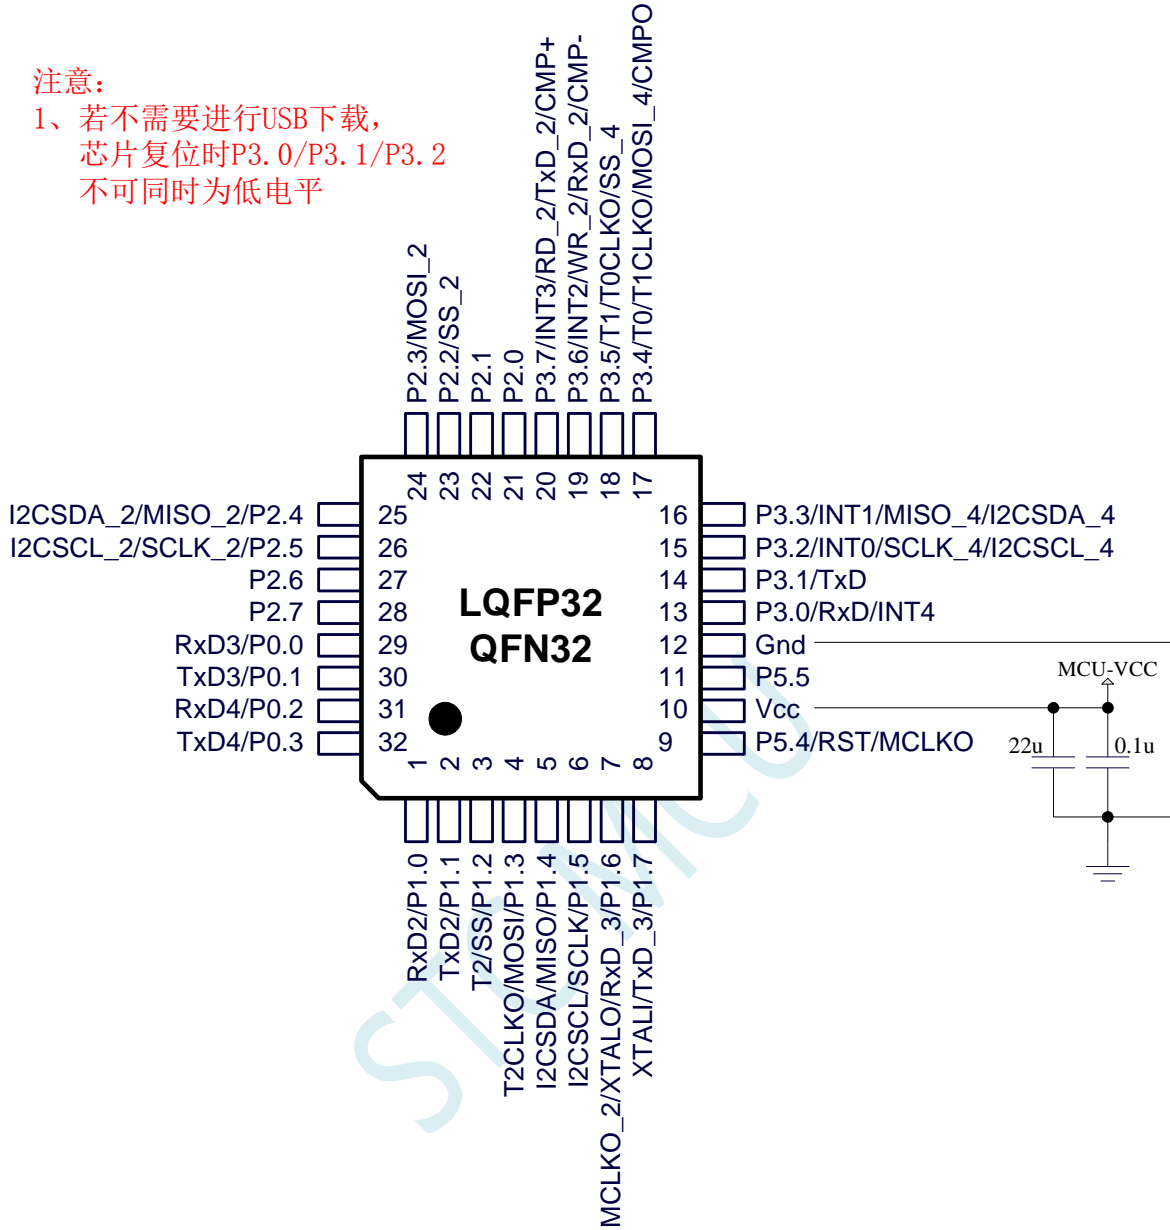 注意：
1、若不需要进行USB下载，
芯片复位时P3.0/P3.1/P3.2
不可同时为低电平
P2.3/MOSI_2
P2.2/SS_2
P2.1
P2.0
P3.7/INT3/RD_2/TxD_2/CMP+
P3.6/INT2/WR_2/RxD_2/CMP-
P3.5/T1/T0CLKO/SS_4
P3.4/T0/T1CLKO/MOSI_4/CMPO
24 23 22 21 20 19 18 17
I2CSDA_2/MISO_2/P2.4 25
I2CSCL_2/SCLK_2/P2.5 26
P2.6 27
P2.7 28
RxD3/P0.0 29
TxD3/P0.1 30
RxD4/P0.2 31
TxD4/P0.3 32
LQFP32
QFN32
16 P3.3/INT1/MISO_4/I2CSDA_4
15 P3.2/INT0/SCLK_4/I2CSCL_4
14 P3.1/TxD
13 P3.0/RxD/INT4
12 Gnd
11 P5.5
10 Vcc
9 P5.4/RST/MCLKO
MCU-VCC
22u
0.1u
1 2 3 4 5 6 7 8
RxD2/P1.0
TxD2/P1.1
T2/SS/P1.2
T2CLKO/MOSI/P1.3
I2CSDA/MISO/P1.4
I2CSCL/SCLK/P1.5
MCLKO_2/XTALO/RxD_3/P1.6
XTALI/TxD_3/P1.7
STC MCU